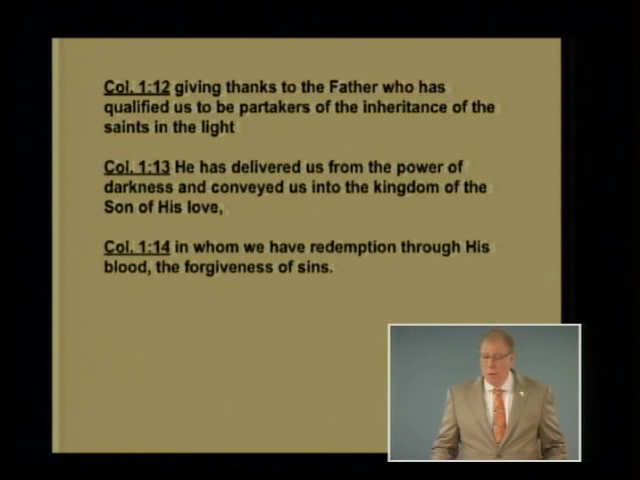 Col. 1:12 giving thanks to the Father who has
qualified us to be partakers of the inheritance of the
saints in the light
Col. 1:13 He has delivered us from the power of
darkness and conveyed us into the kingdom of the
Son of His love,
Col. 1:14 in whom we have redemption through His
blood, the forgiveness of sins.